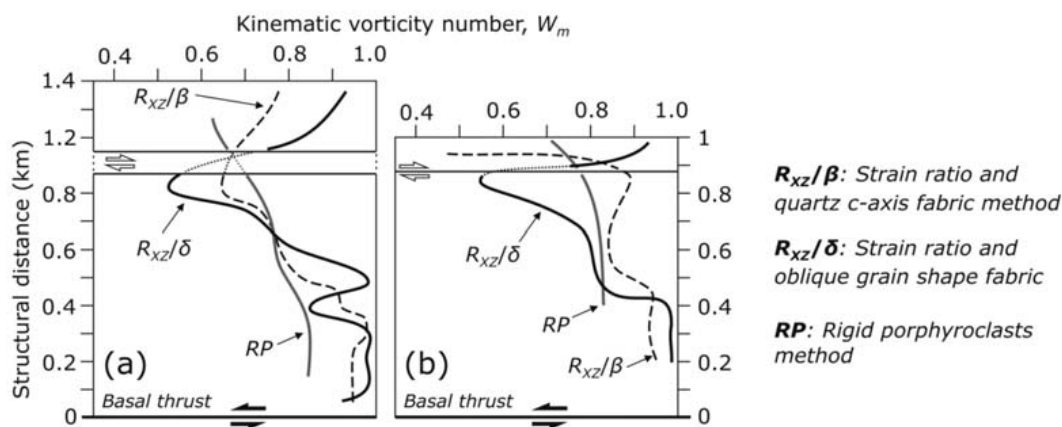 Kinematic vorticity number, Wm
0.4 0.6 0.8 1.0
1.4
1.2
0.8
0.6
0.4
0.2
0
Structural distance (km)
RXZ/β
RXZ/δ
RP
(a)
Basal thrust
0.4 0.6 0.8 1.0
1
0.8
0.6
0.4
0.2
0
RXZ/δ
RP
RXZ/β
(b)
Basal thrust
RXZ/β: Strain ratio and
quartz c-axis fabric method
RXZ/δ: Strain ratio and
oblique grain shape fabric
RP: Rigid porphyroclasts
method